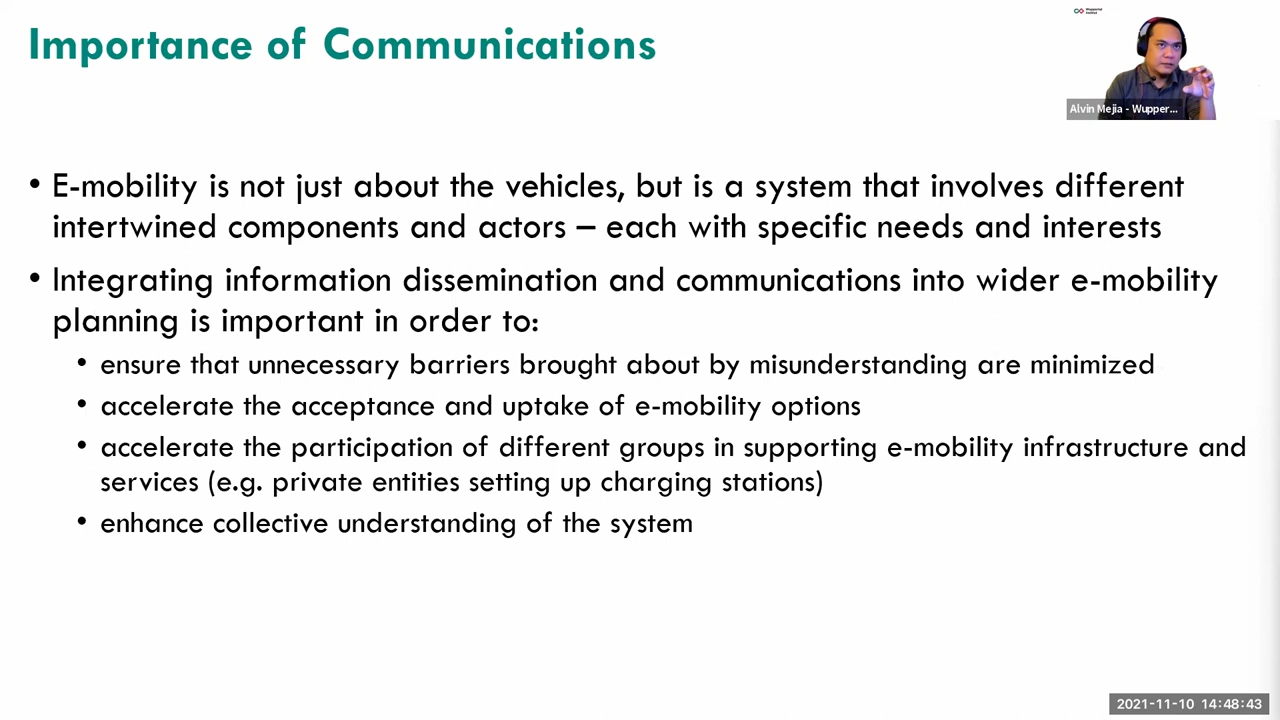 Importance of Communications
Wuppertal
Institut
Alvin Mejia - Wupper...
• E-mobility is not just about the vehicles, but is a system that involves different
intertwined components and actors – each with specific needs and interests
• Integrating information dissemination and communications into wider e-mobility
planning is important in order to:
• ensure that unnecessary barriers brought about by misunderstanding are minimized
• accelerate the acceptance and uptake of e-mobility options
• accelerate the participation of different groups in supporting e-mobility infrastructure and
services (e.g. private entities setting up charging stations)
• enhance collective understanding of the system
2021-11-10 14:48:43